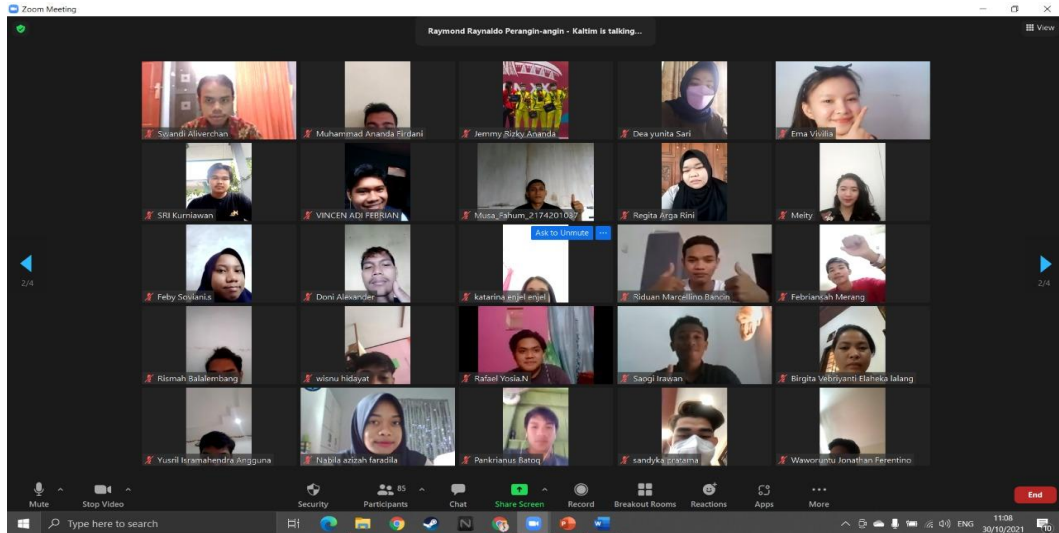 Zoom Meeting
Raymond Raynaldo Perangin-angin - Kaltim is talking...
View
Swandi Aliverchan
Muhammad Ananda Firdani
Jemmy Rizky Ananda
Dea yunita Sari
Ema Vivilia
SRII Kurniawan
VINCEN ADI FEBRIAN
Musa_Fahum_2174201037
Regita Arga Rini
Meity
Ask to Unmute
2/4
2/4
Feby Soviani.s
Doni Alexander
katarina enjel enjel
Riduan Marcellino Bancin
Febriansah Merang
Rismah Balalembang
wisnu hidayat
Rafael Yosia.N
Sapgi Irawan
Birgita Vebriyanti Elaheka lalang
Yusril Isramahendra Angguna
Nabila azizah faradila
Pankrianus Batoq
sandyka pratama
Waworuntu Jonathan Ferentino
85
Mute
Stop Video
Security
Participants
Chat
Share Screen
Record
Breakout Rooms
Reactions
Apps
More
End
Type here to search
ENG
11:08
30/10/2021